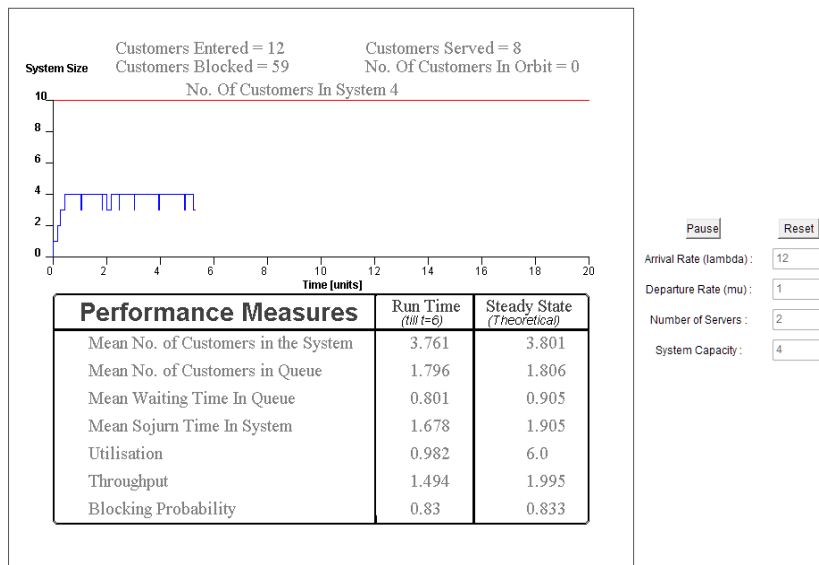 Customers Entered = 12 Customers Served = 8
System Size Customers Blocked = 59 No. Of Customers In Orbit = 0
No. Of Customers In System 4
10
8
6
4
2
0
0 2 4 6 8 10 12 14 16 18 20
Time [units]
Performance Measures Run Time (till t=6) Steady State (Theoretical)
Mean No. of Customers in the System 3.761 3.801
Mean No. of Customers in Queue 1.796 1.806
Mean Waiting Time In Queue 0.801 0.905
Mean Sojurn Time In System 1.678 1.905
Utilisation 0.982 6.0
Throughput 1.494 1.995
Blocking Probability 0.83 0.833
Pause Reset
Arrival Rate (lambda) : 12
Departure Rate (mu) : 1
Number of Servers : 2
System Capacity : 4